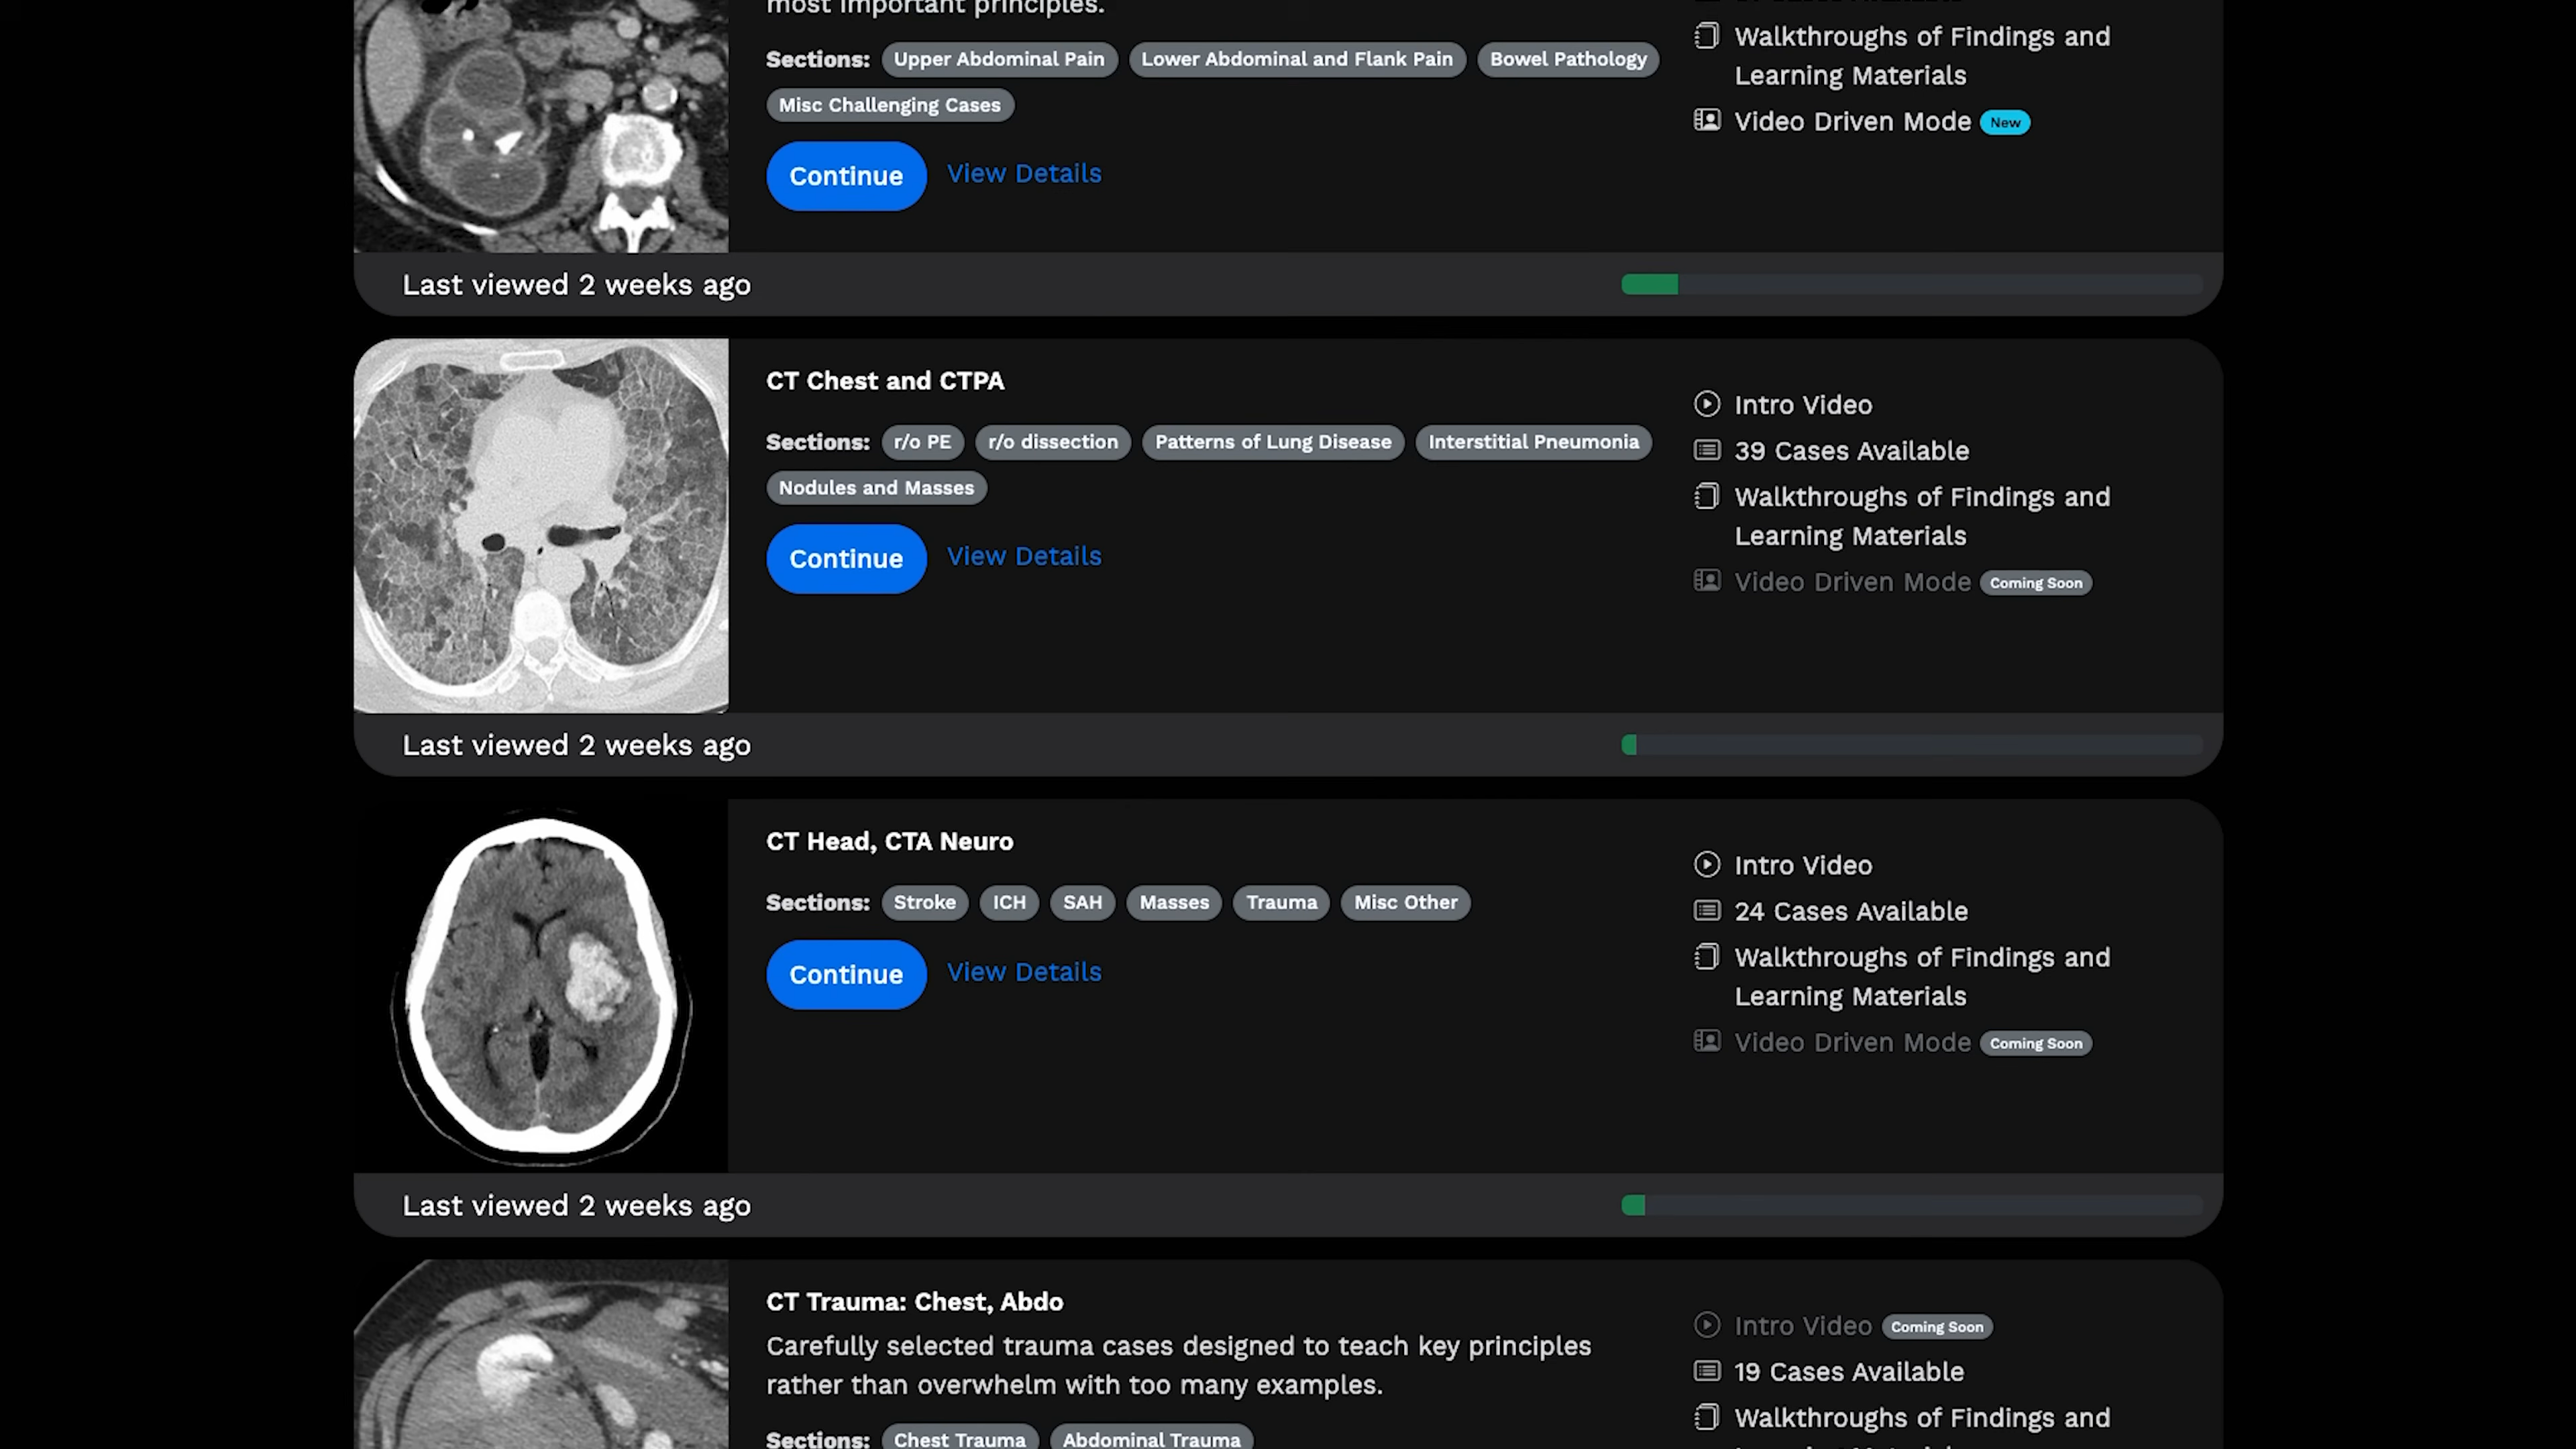 most important principles.
Sections: Upper Abdominal Pain Lower Abdominal and Flank Pain Bowel Pathology
Misc Challenging Cases
Continue View Details
Walkthroughs of Findings and
Learning Materials
Video Driven Mode New
Last viewed 2 weeks ago
CT Chest and CTPA
Sections: r/o PE r/o dissection Patterns of Lung Disease Interstitial Pneumonia
Nodules and Masses
Continue View Details
Intro Video
39 Cases Available
Walkthroughs of Findings and
Learning Materials
Video Driven Mode Coming Soon
Last viewed 2 weeks ago
CT Head, CTA Neuro
Sections: Stroke ICH SAH Masses Trauma Misc Other
Continue View Details
Intro Video
24 Cases Available
Walkthroughs of Findings and
Learning Materials
Video Driven Mode Coming Soon
Last viewed 2 weeks ago
CT Trauma: Chest, Abdo
Carefully selected trauma cases designed to teach key principles
rather than overwhelm with too many examples.
Sections: Chest Trauma Abdominal Trauma
Intro Video Coming Soon
19 Cases Available
Walkthroughs of Findings and